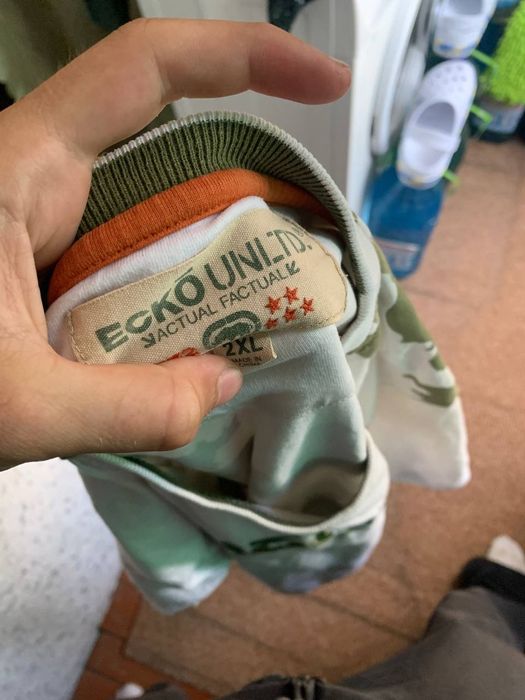 ECKŌ UNLTD.
ACTUAL FACTUAL
2XL
MADE IN